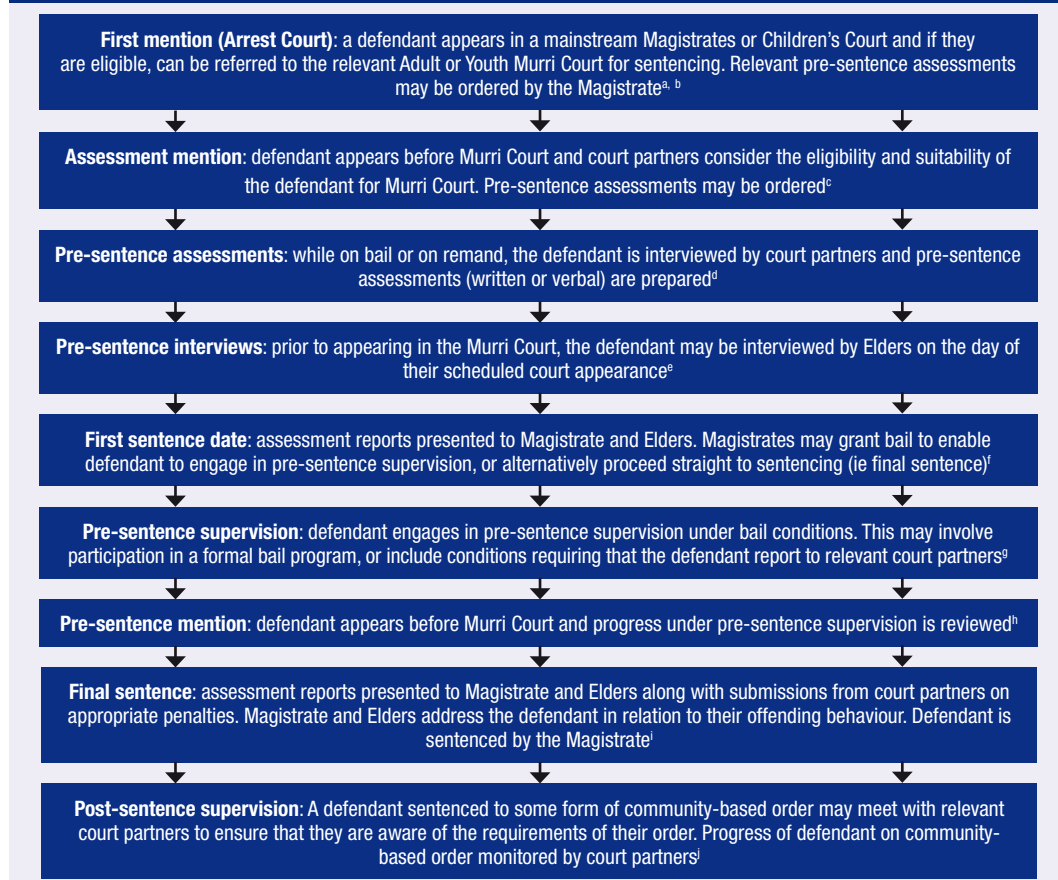 First mention (Arrest Court): a defendant appears in a mainstream Magistrates or Children’s Court and if they
are eligible, can be referred to the relevant Adult or Youth Murri Court for sentencing. Relevant pre-sentence assessments
may be ordered by the Magistrateᵃ, ᵇ
Assessment mention: defendant appears before Murri Court and court partners consider the eligibility and suitability of
the defendant for Murri Court. Pre-sentence assessments may be orderedᶜ
Pre-sentence assessments: while on bail or on remand, the defendant is interviewed by court partners and pre-sentence
assessments (written or verbal) are preparedᵈ
Pre-sentence interviews: prior to appearing in the Murri Court, the defendant may be interviewed by Elders on the day of
their scheduled court appearanceᵉ
First sentence date: assessment reports presented to Magistrate and Elders. Magistrates may grant bail to enable
defendant to engage in pre-sentence supervision, or alternatively proceed straight to sentencing (ie final sentence)ᶠ
Pre-sentence supervision: defendant engages in pre-sentence supervision under bail conditions. This may involve
participation in a formal bail program, or include conditions requiring that the defendant report to relevant court partnersᵍ
Pre-sentence mention: defendant appears before Murri Court and progress under pre-sentence supervision is reviewedʰ
Final sentence: assessment reports presented to Magistrate and Elders along with submissions from court partners on
appropriate penalties. Magistrate and Elders address the defendant in relation to their offending behaviour. Defendant is
sentenced by the Magistrateⁱ
Post-sentence supervision: A defendant sentenced to some form of community-based order may meet with relevant
court partners to ensure that they are aware of the requirements of their order. Progress of defendant on community-
based order monitored by court partnersʲ